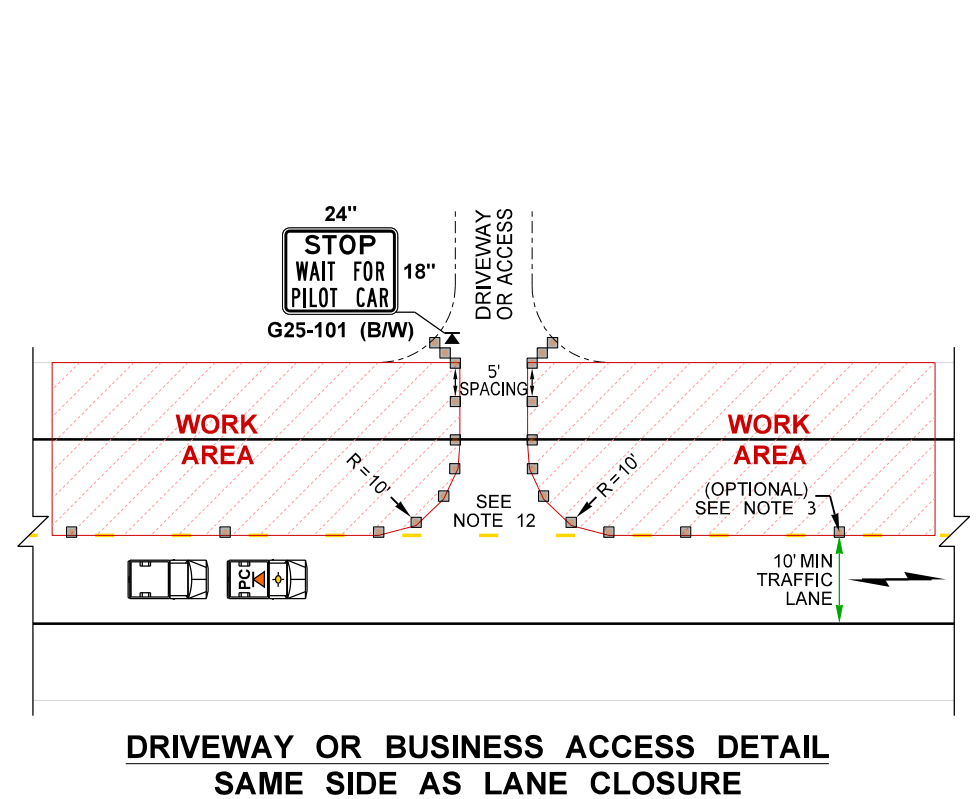 24"
STOP
WAIT FOR
PILOT CAR
18"
G25-101 (B/W)
DRIVEWAY
OR ACCESS
5'
SPACING
WORK
AREA
WORK
AREA
R=10'
R=10'
SEE
NOTE 12
(OPTIONAL)
SEE NOTE 3
10' MIN
TRAFFIC
LANE
PC
DRIVEWAY OR BUSINESS ACCESS DETAIL
SAME SIDE AS LANE CLOSURE